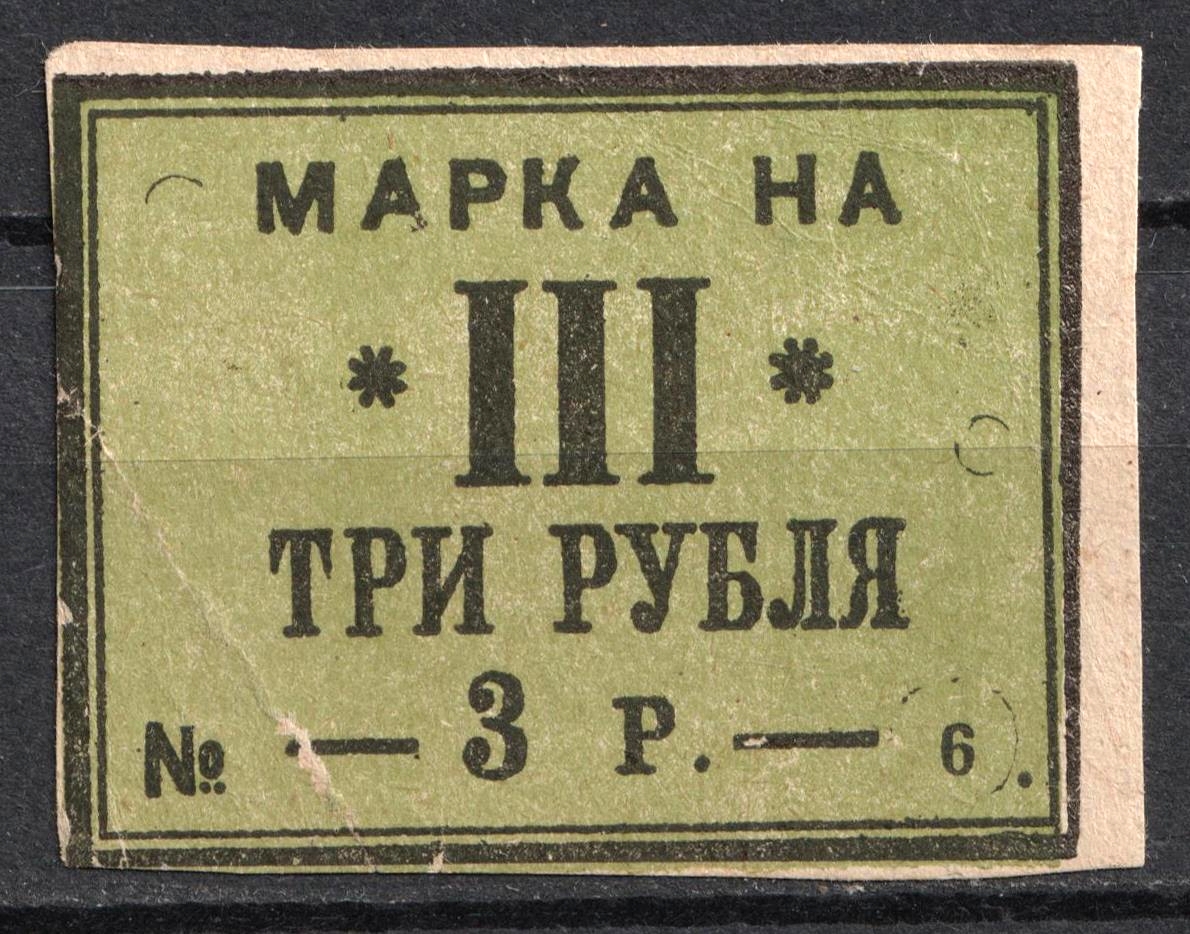 МАРКА НА
* III *
ТРИ РУБЛЯ
№ — 3 Р. — 6 .